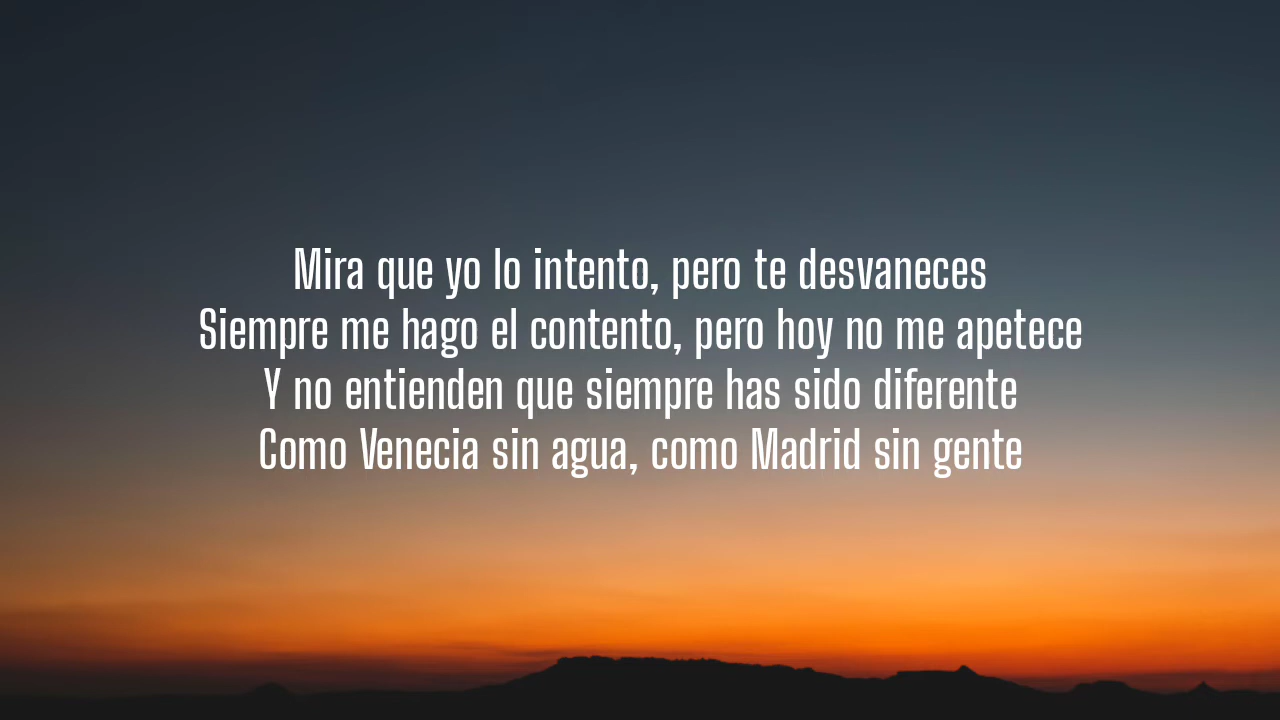 Mira que yo lo intento, pero te desvaneces
Siempre me hago el contento, pero hoy no me apetece
Y no entienden que siempre has sido diferente
Como Venecia sin agua, como Madrid sin gente